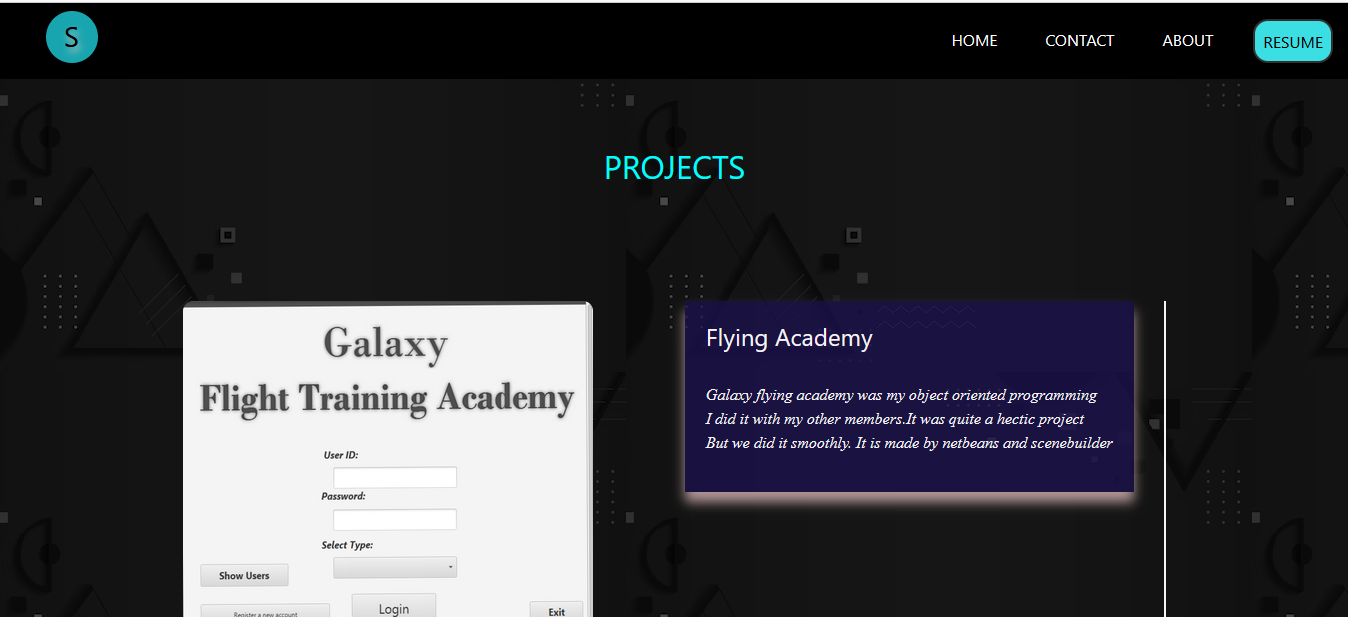 S
HOME CONTACT ABOUT RESUME
PROJECTS
Galaxy
Flight Training Academy
User ID:
Password:
Select Type:
Show Users
Register a new account
Login
Exit
Flying Academy
Galaxy flying academy was my object oriented programming
I did it with my other members.It was quite a hectic project
But we did it smoothly. It is made by netbeans and scenebuilder